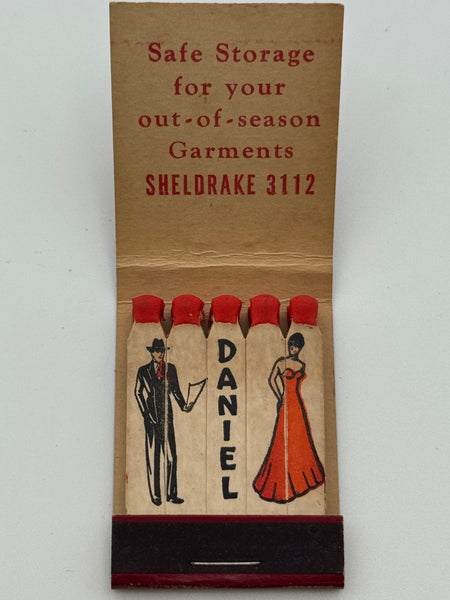 Safe Storage
for your
out-of-season
Garments
SHELDRAKE 3112
DANIEL